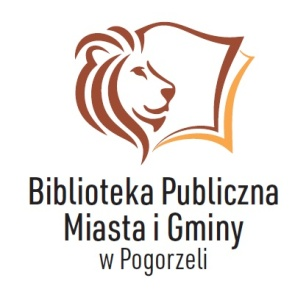 Biblioteka Publiczna
Miasta i Gminy
w Pogorzeli